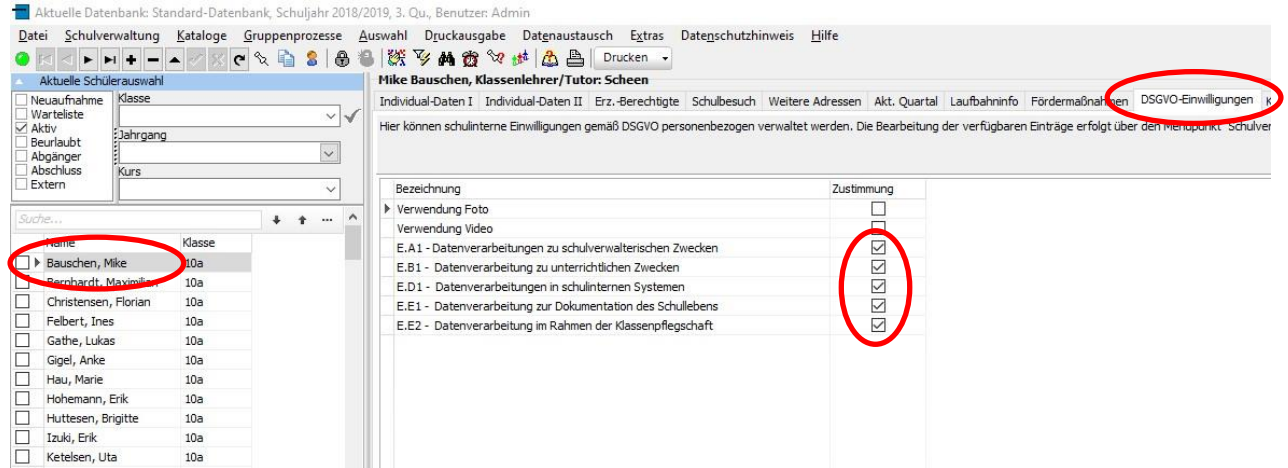 Aktuelle Datenbank: Standard-Datenbank, Schuljahr 2018/2019, 3. Qu., Benutzer: Admin
Datei Schulverwaltung Kataloge Gruppenprozesse Auswahl Druckausgabe Datenaustausch Extras Datenschutzhinweis Hilfe
Drucken
Aktuelle Schülerauswahl
Neuaufnahme
Warteliste
Aktiv
Beurlaubt
Abgänger
Abschluss
Extern
Klasse
Jahrgang
Kurs
Suche...
Name Klasse
Bauschen, Mike 10a
Bernhardt, Maximilian 10a
Christensen, Florian 10a
Felbert, Ines 10a
Gathe, Lukas 10a
Gigel, Anke 10a
Hau, Marie 10a
Hohemann, Erik 10a
Huttesen, Brigitte 10a
Izuki, Erik 10a
Ketelsen, Uta 10a
Mike Bauschen, Klassenlehrer/Tutor: Scheen
Individual-Daten I Individual-Daten II Erz.-Berechtigte Schulbesuch Weitere Adressen Akt. Quartal Laufbahninfo Fördermaßnahmen DSGVO-Einwilligungen K
Hier können schulinterne Einwilligungen gemäß DSGVO personenbezogen verwaltet werden. Die Bearbeitung der verfügbaren Einträge erfolgt über den Menüpunkt "Schulver
Bezeichnung Zustimmung
Verwendung Foto
Verwendung Video
E.A1 - Datenverarbeitungen zu schulverwalterischen Zwecken
E.B1 - Datenverarbeitung zu unterrichtlichen Zwecken
E.D1 - Datenverarbeitungen in schulinternen Systemen
E.E1 - Datenverarbeitung zur Dokumentation des Schullebens
E.E2 - Datenverarbeitung im Rahmen der Klassenpflegschaft